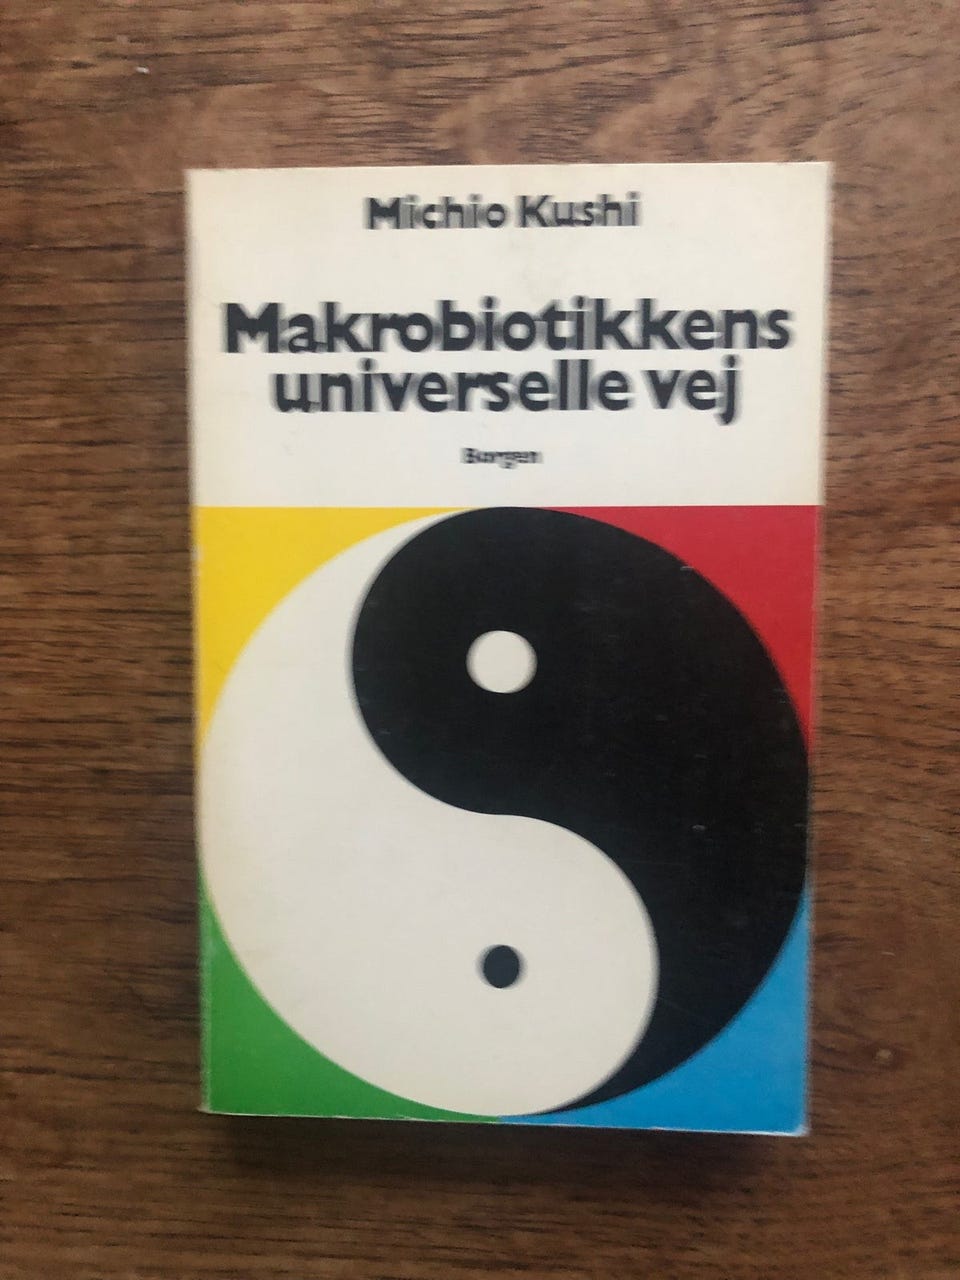 Michio Kushi
Makrobiotikkens
universelle vej
Borgen